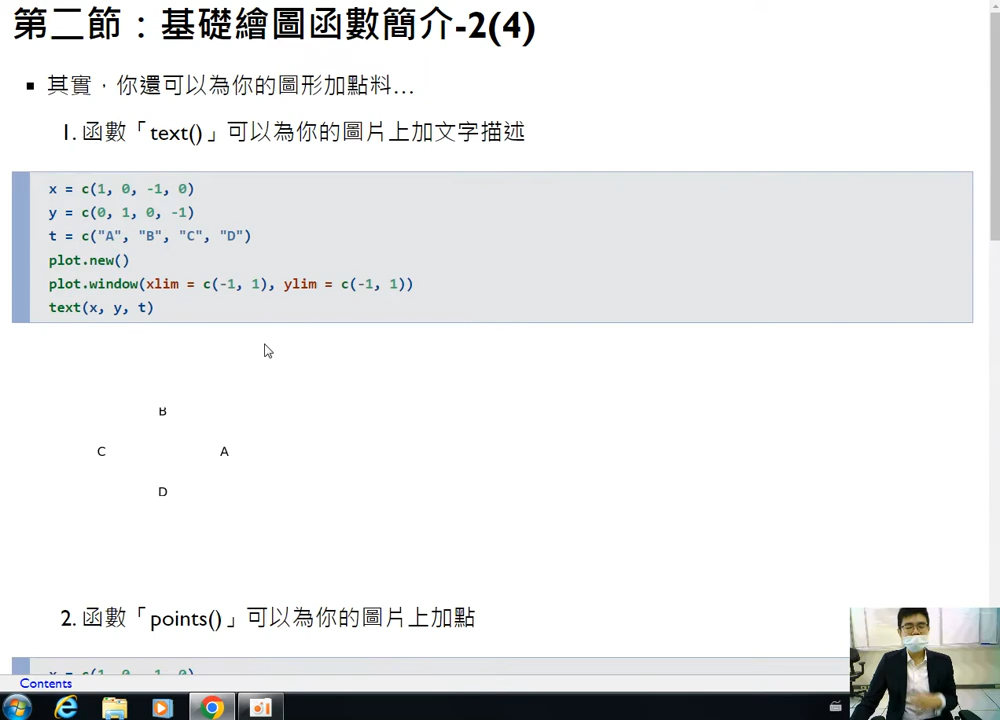 第二節：基礎繪圖函數簡介-2(4)
其實，你還可以為你的圖形加點料…
1. 函數「text()」可以為你的圖片上加文字描述
x = c(1, 0, -1, 0)
y = c(0, 1, 0, -1)
t = c("A", "B", "C", "D")
plot.new()
plot.window(xlim = c(-1, 1), ylim = c(-1, 1))
text(x, y, t)
B
C A
D
2. 函數「points()」可以為你的圖片上加點
x = c(1, 0, -1, 0)
Contents